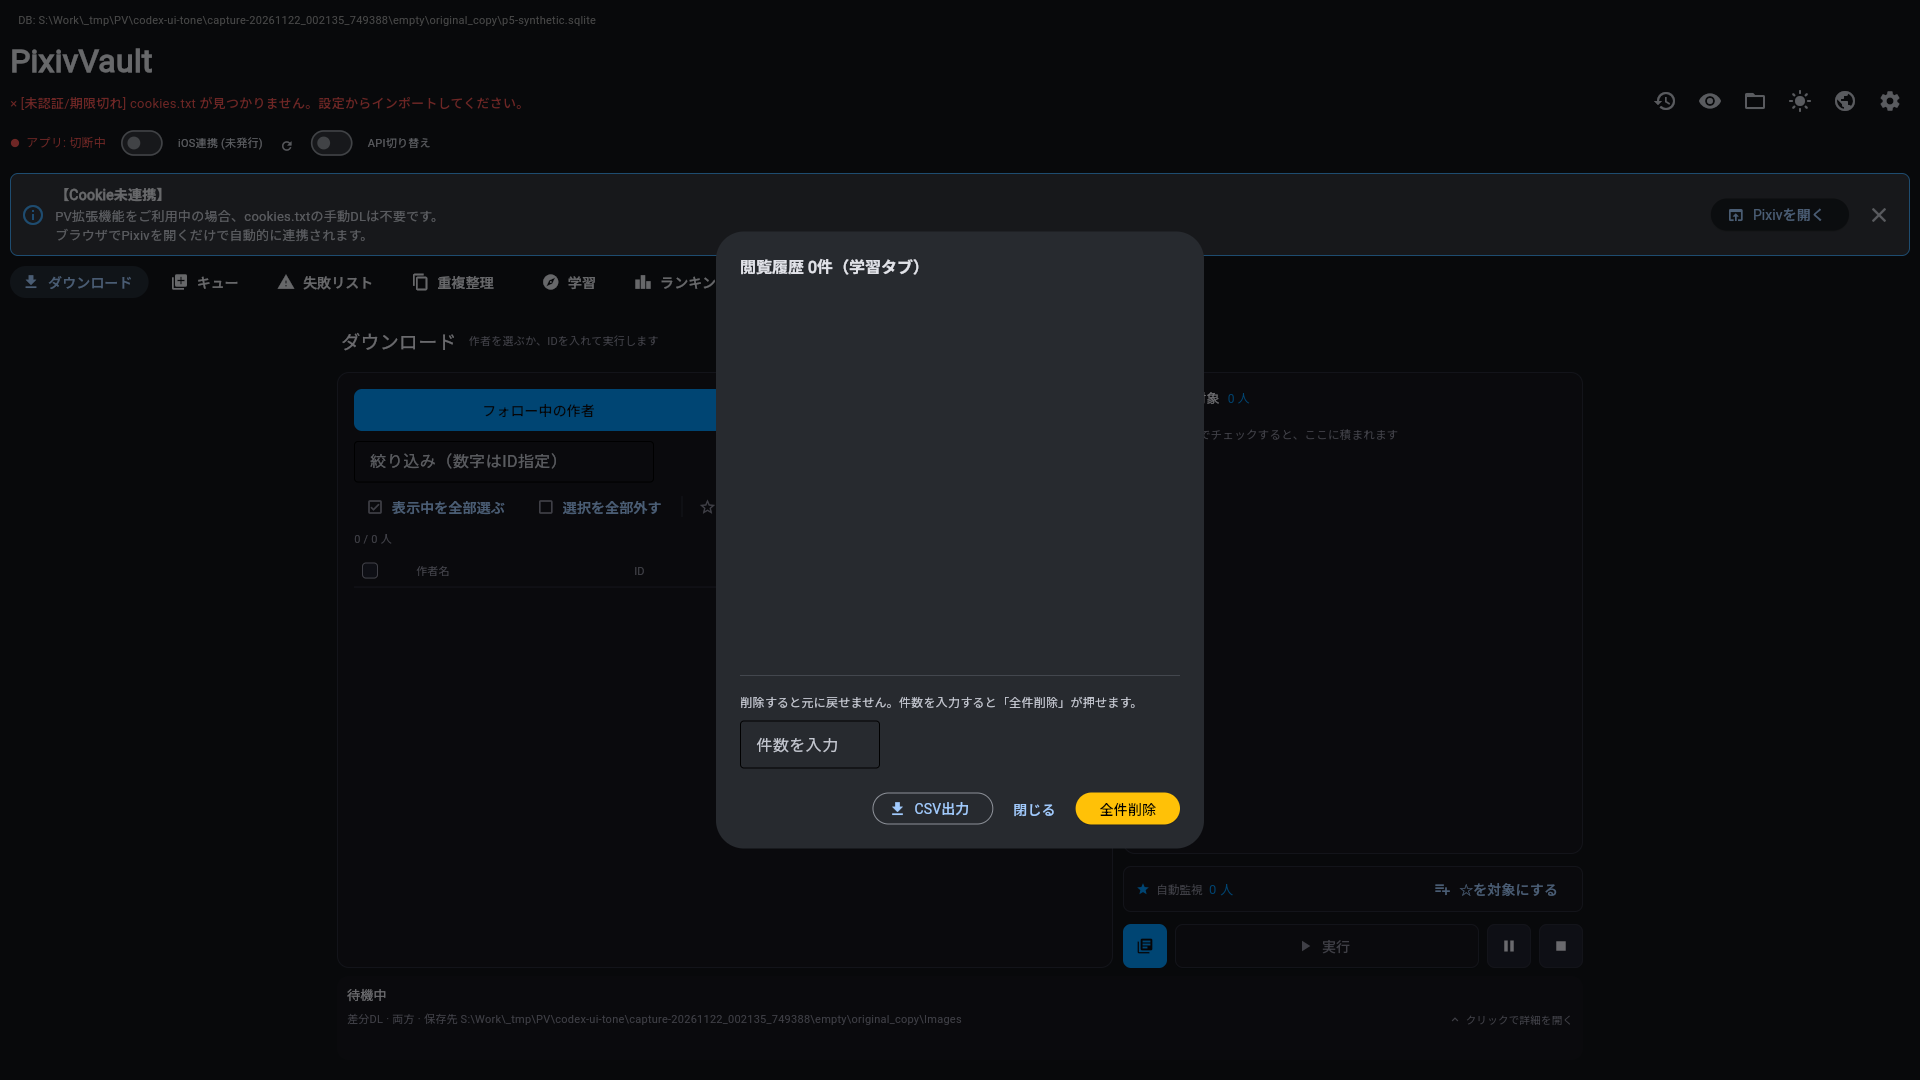 DB: S:\Work\_tmp\PV\codex-ui-tone\capture-20261122_002135_749388\empty\original_copy\p5-synthetic.sqlite
PixivVault
× [未認証/期限切れ] cookies.txt が見つかりません。設定からインポートしてください。
アプリ: 切断中 iOS連携 (未発行) API切り替え
【Cookie未連携】
PV拡張機能をご利用中の場合、cookies.txtの手動DLは不要です。
ブラウザでPixivを開くだけで自動的に連携されます。
Pixivを開く
ダウンロード キュー 失敗リスト 重複整理 学習 ランキン
ダウンロード 作者を選ぶか、IDを入れて実行します
フォロー中の作者
絞り込み（数字はID指定）
表示中を全部選ぶ 選択を全部外す
0 / 0 人
作者名 ID
閲覧履歴 0件（学習タブ）
削除すると元に戻せません。件数を入力すると「全件削除」が押せます。
件数を入力
CSV出力 閉じる 全件削除
象 0 人
でチェックすると、ここに積まれます
自動監視 0 人 ☆を対象にする
実行
待機中
差分DL · 両方 · 保存先 S:\Work\_tmp\PV\codex-ui-tone\capture-20261122_002135_749388\empty\original_copy\Images
クリックで詳細を開く